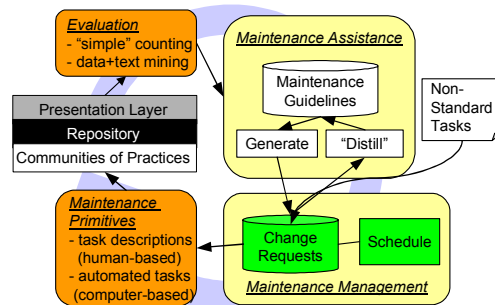 Evaluation
- “simple” counting
- data+text mining
Maintenance Assistance
Maintenance
Guidelines
Generate
“Distill”
Non-
Standard
Tasks
Presentation Layer
Repository
Communities of Practices
Maintenance
Primitives
- task descriptions
(human-based)
- automated tasks
(computer-based)
Change
Requests
Schedule
Maintenance Management